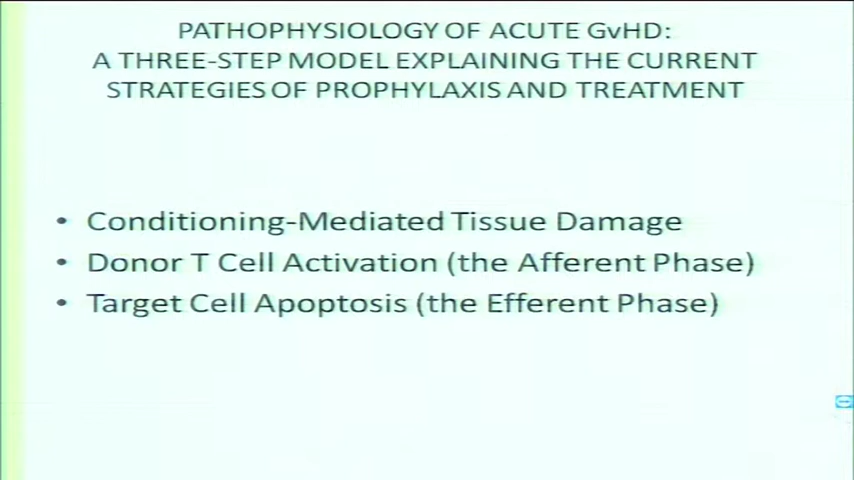 PATHOPHYSIOLOGY OF ACUTE GvHD:
A THREE-STEP MODEL EXPLAINING THE CURRENT
STRATEGIES OF PROPHYLAXIS AND TREATMENT
• Conditioning-Mediated Tissue Damage
• Donor T Cell Activation (the Afferent Phase)
• Target Cell Apoptosis (the Efferent Phase)